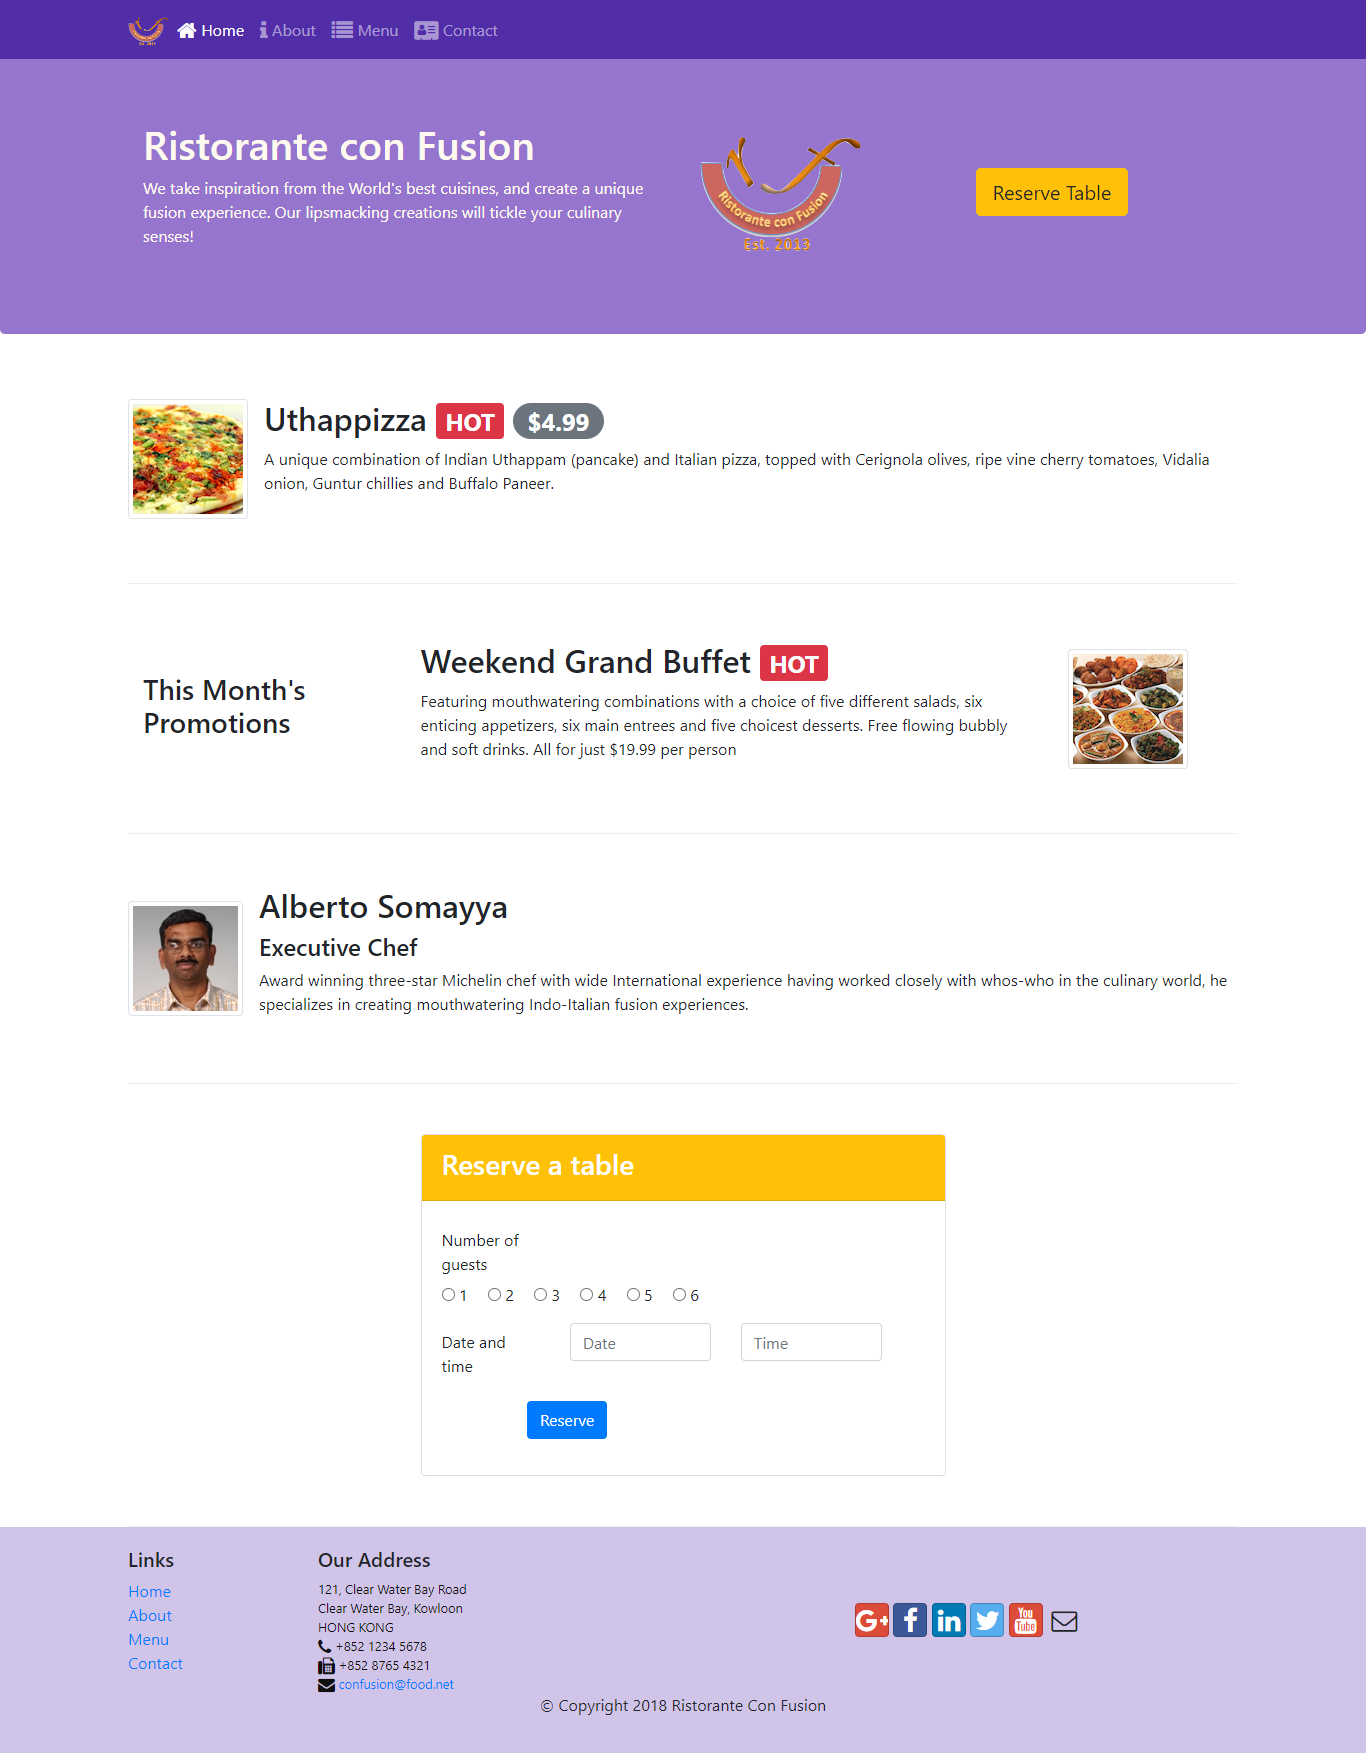 Home About Menu Contact
Ristorante con Fusion
We take inspiration from the World's best cuisines, and create a unique
fusion experience. Our lipsmacking creations will tickle your culinary
senses!
Ristorante con Fusion
Est. 2013
Reserve Table
Uthappizza HOT $4.99
A unique combination of Indian Uthappam (pancake) and Italian pizza, topped with Cerignola olives, ripe vine cherry tomatoes, Vidalia
onion, Guntur chillies and Buffalo Paneer.
This Month's
Promotions
Weekend Grand Buffet HOT
Featuring mouthwatering combinations with a choice of five different salads, six
enticing appetizers, six main entrees and five choicest desserts. Free flowing bubbly
and soft drinks. All for just $19.99 per person
Alberto Somayya
Executive Chef
Award winning three-star Michelin chef with wide International experience having worked closely with whos-who in the culinary world, he
specializes in creating mouthwatering Indo-Italian fusion experiences.
Reserve a table
Number of
guests
1 2 3 4 5 6
Date and
time
Date
Time
Reserve
Links
Home
About
Menu
Contact
Our Address
121, Clear Water Bay Road
Clear Water Bay, Kowloon
HONG KONG
+852 1234 5678
+852 8765 4321
confusion@food.net
G+ f in You Tube
© Copyright 2018 Ristorante Con Fusion